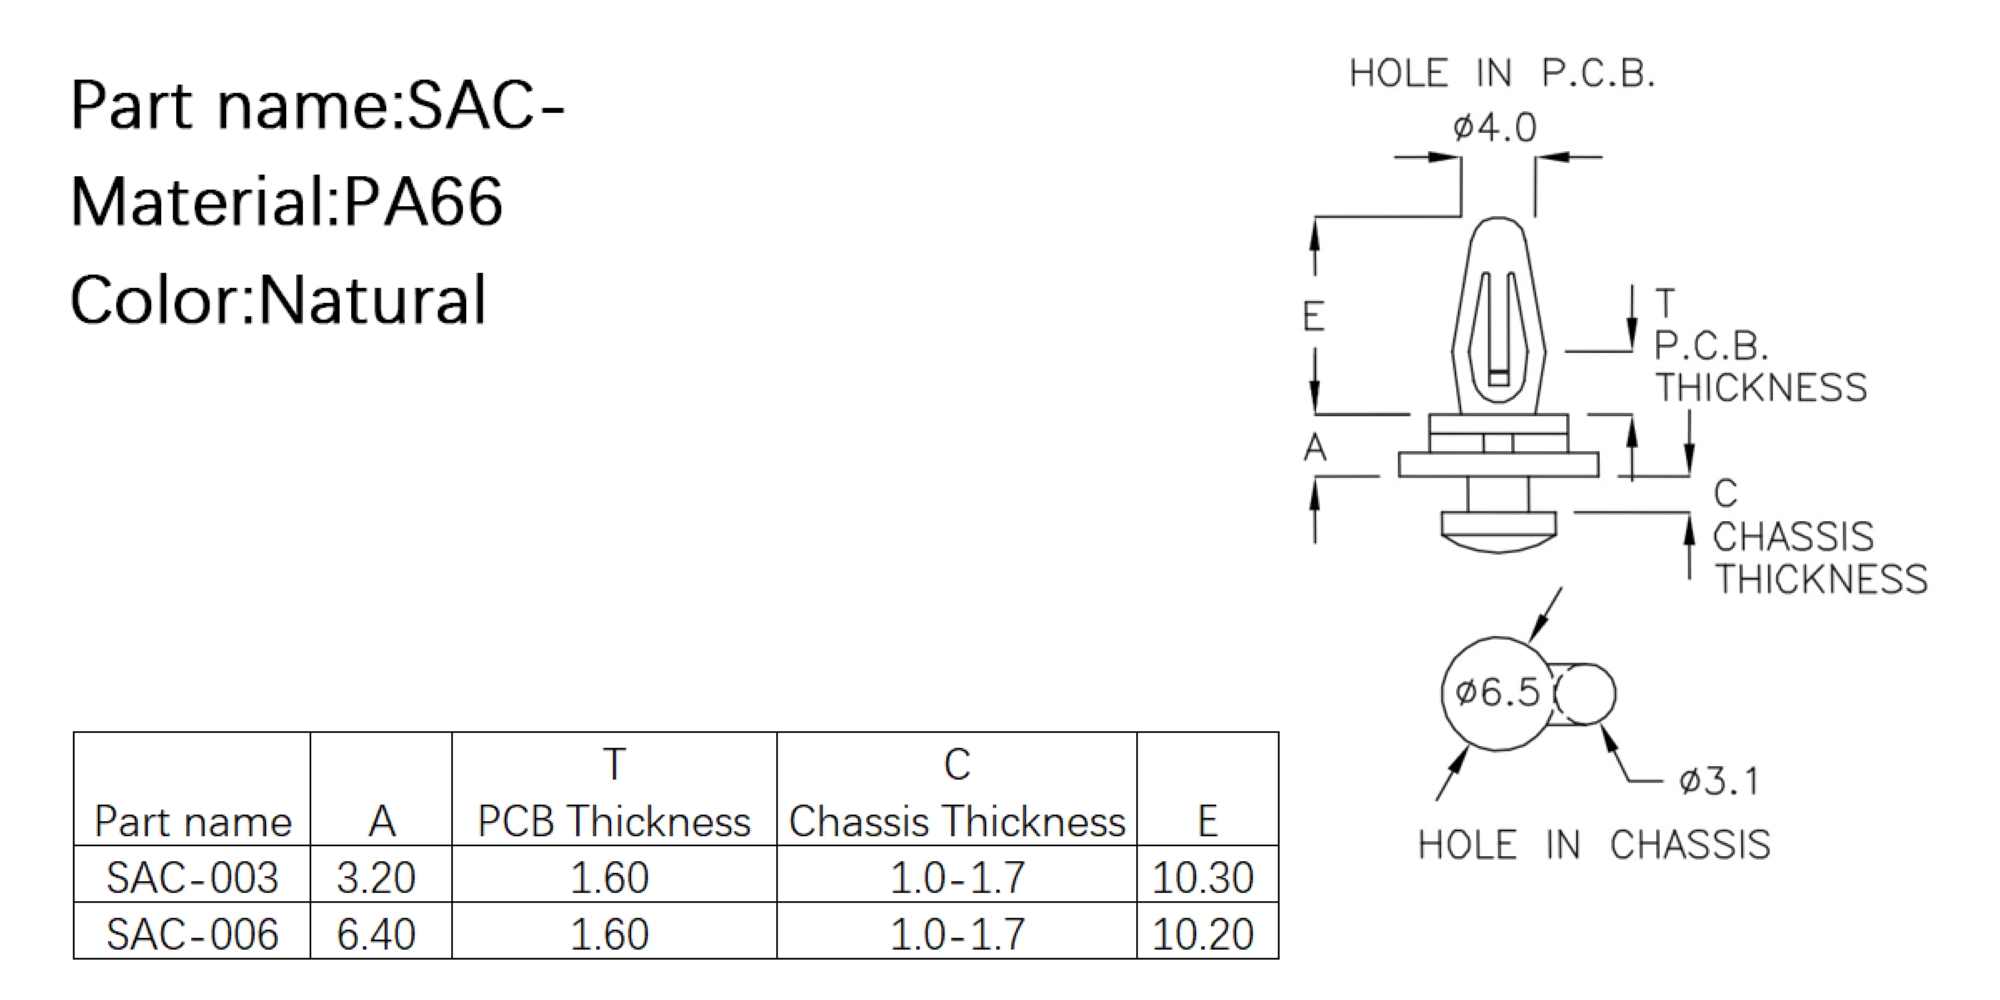 Part name:SAC-
Material:PA66
Color:Natural
HOLE IN P.C.B.
ø4.0
E
T
P.C.B.
THICKNESS
A
C
CHASSIS
THICKNESS
ø6.5
ø3.1
HOLE IN CHASSIS
T C
Part name A PCB Thickness Chassis Thickness E
SAC-003 3.20 1.60 1.0-1.7 10.30
SAC-006 6.40 1.60 1.0-1.7 10.20